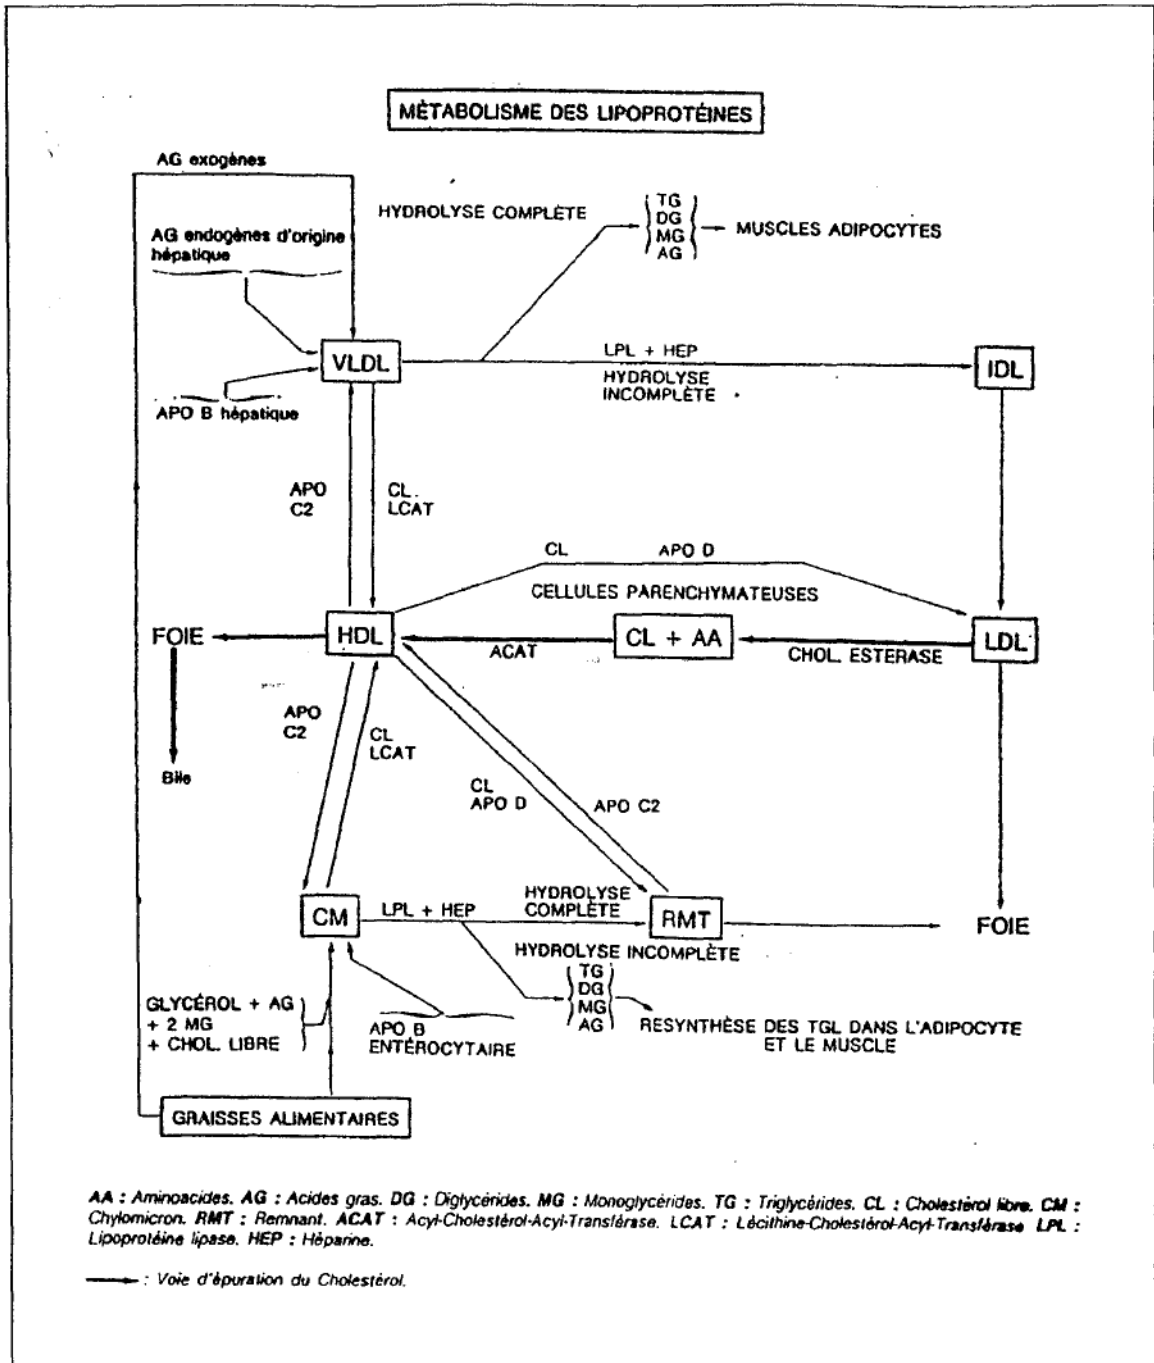 MÉTABOLISME DES LIPOPROTÉINES
AG exogènes
HYDROLYSE COMPLÈTE
TG
DG
MG
AG
MUSCLES ADIPOCYTES
AG endogènes d'origine
hépatique
VLDL
LPL + HEP
HYDROLYSE
INCOMPLÈTE
IDL
APO B hépatique
APO
C2
CL.
LCAT
CL
APO D
CELLULES PARENCHYMATEUSES
FOIE
HDL
ACAT
CL + AA
CHOL. ESTERASE
LDL
APO
C2
CL
LCAT
Bile
CL
APO D
APO C2
CM
LPL + HEP
HYDROLYSE
COMPLÈTE
RMT
FOIE
HYDROLYSE INCOMPLÈTE
TG
DG
MG
AG
GLYCÉROL + AG
+ 2 MG
+ CHOL. LIBRE
APO B
ENTÉROCYTAIRE
RESYNTHÈSE DES TGL DANS L'ADIPOCYTE
ET LE MUSCLE
GRAISSES ALIMENTAIRES
AA : Aminoacides. AG : Acides gras. DG : Diglycérides. MG : Monoglycérides. TG : Triglycérides. CL : Cholestérol libre. CM :
Chylomicron. RMT : Remnant. ACAT : Acyl-Cholestérol-Acyl-Transférase. LCAT : Lécithine-Cholestérol-Acyl-Transférase LPL :
Lipoprotéine lipase. HEP : Héparine.
: Voie d'épuration du Cholestérol.